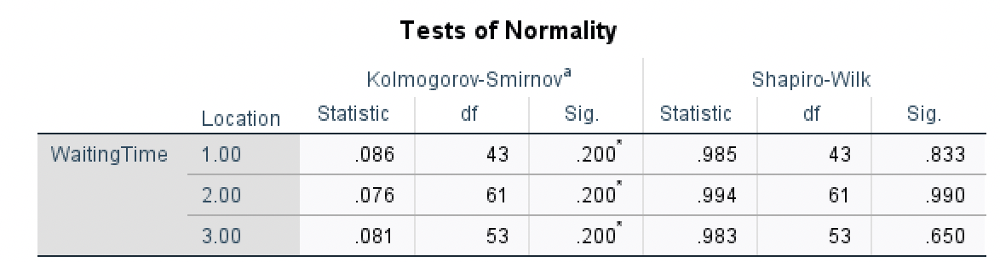 Tests of Normality
Kolmogorov-Smirnovᵃ Shapiro-Wilk
Location Statistic df Sig. Statistic df Sig.
WaitingTime 1.00 .086 43 .200* .985 43 .833
2.00 .076 61 .200* .994 61 .990
3.00 .081 53 .200* .983 53 .650